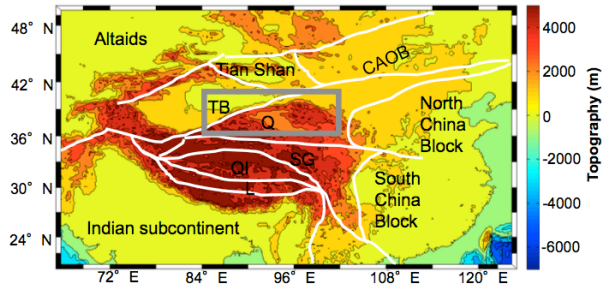 48° N
42° N
36° N
30° N
24° N
72° E
84° E
96° E
108° E
120° E
Altaids
Tian Shan
CAOB
TB
Q
North
China
Block
SG
QI
L
South
China
Block
Indian subcontinent
4000
2000
0
-2000
-4000
-6000
Topography (m)